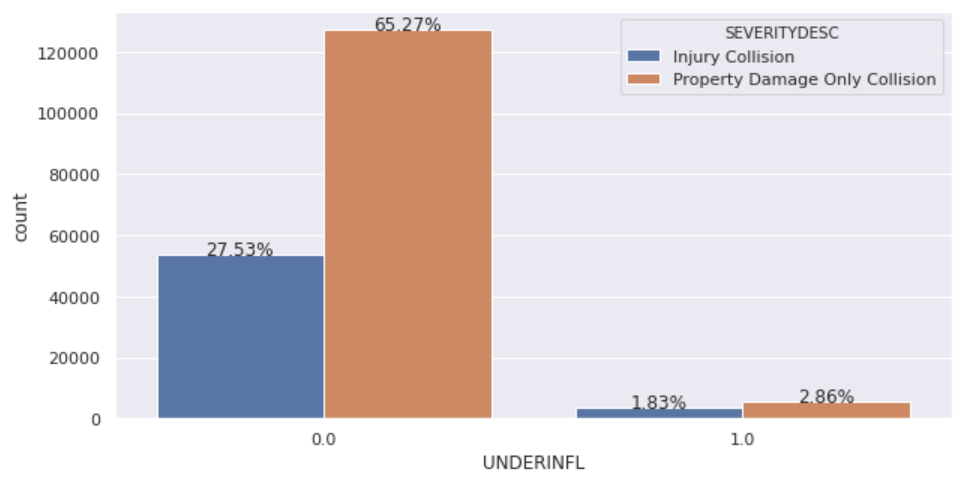 65.27%
SEVERITYDESC
Injury Collision
Property Damage Only Collision
120000
100000
80000
60000
40000
20000
0
count
27.53%
1.83%
2.86%
0.0
1.0
UNDERINFL